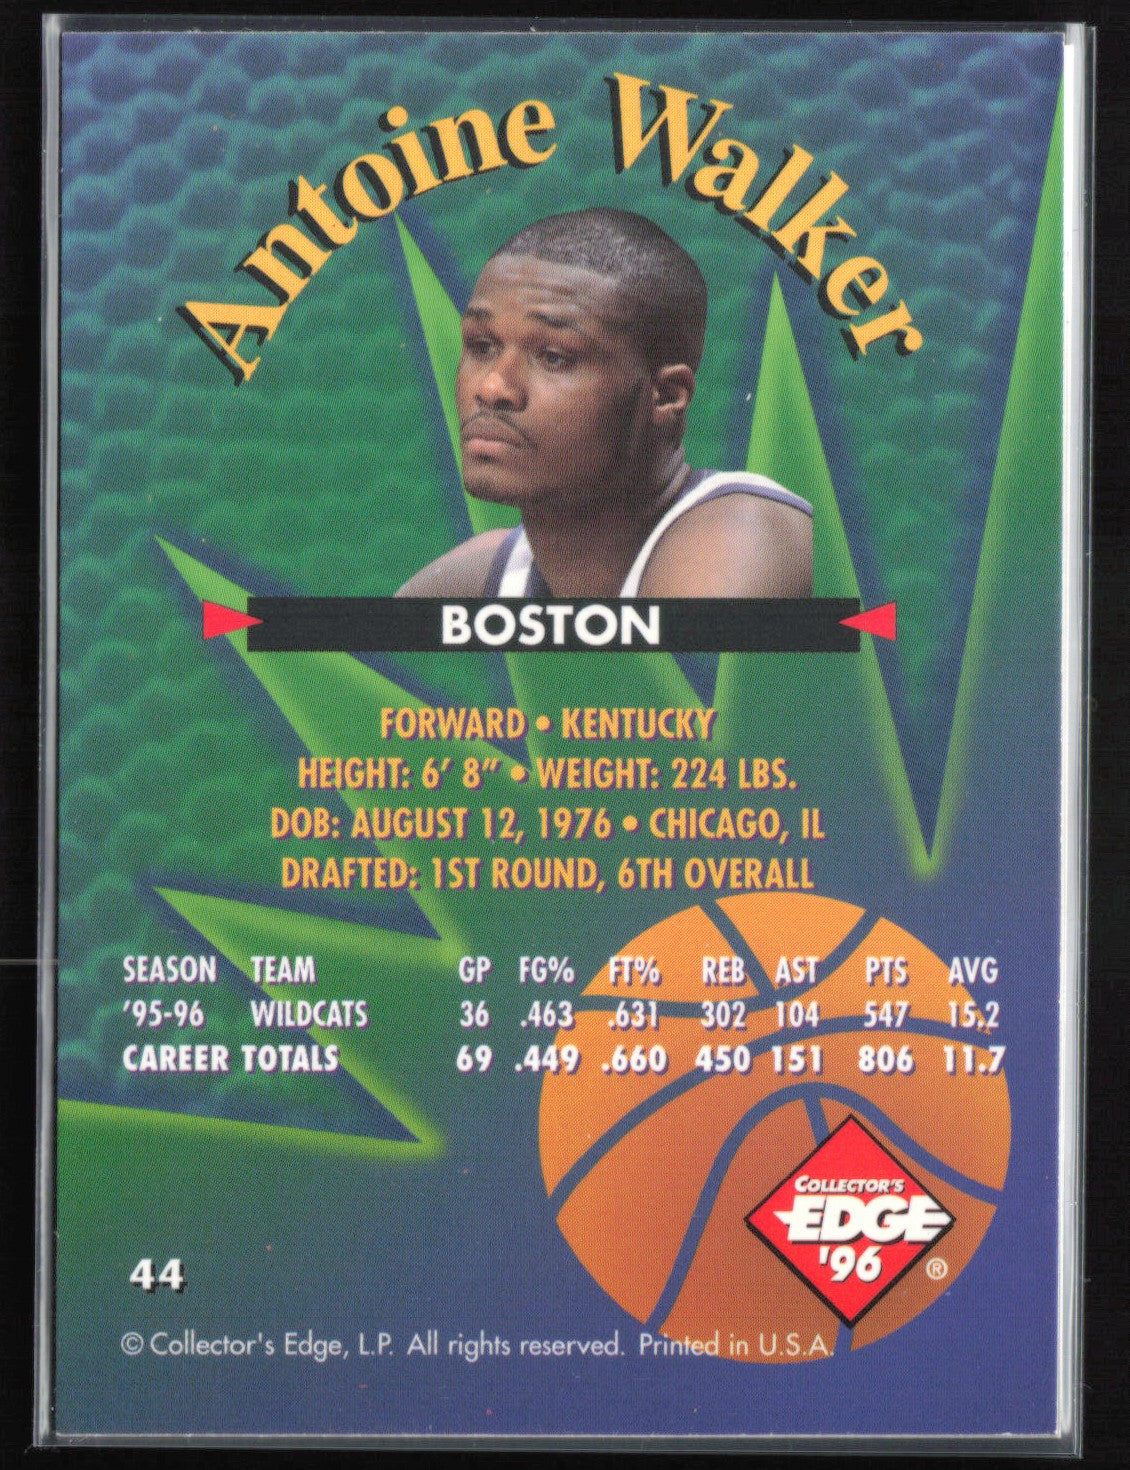 Antoine Walker
BOSTON
FORWARD • KENTUCKY
HEIGHT: 6' 8" • WEIGHT: 224 LBS.
DOB: AUGUST 12, 1976 • CHICAGO, IL
DRAFTED: 1ST ROUND, 6TH OVERALL
SEASON TEAM GP FG% FT% REB AST PTS AVG
'95-96 WILDCATS 36 .463 .631 302 104 547 15.2
CAREER TOTALS 69 .449 .660 450 151 806 11.7
COLLECTOR'S
EDGE
'96 ®
44
© Collector's Edge, L.P. All rights reserved. Printed in U.S.A.